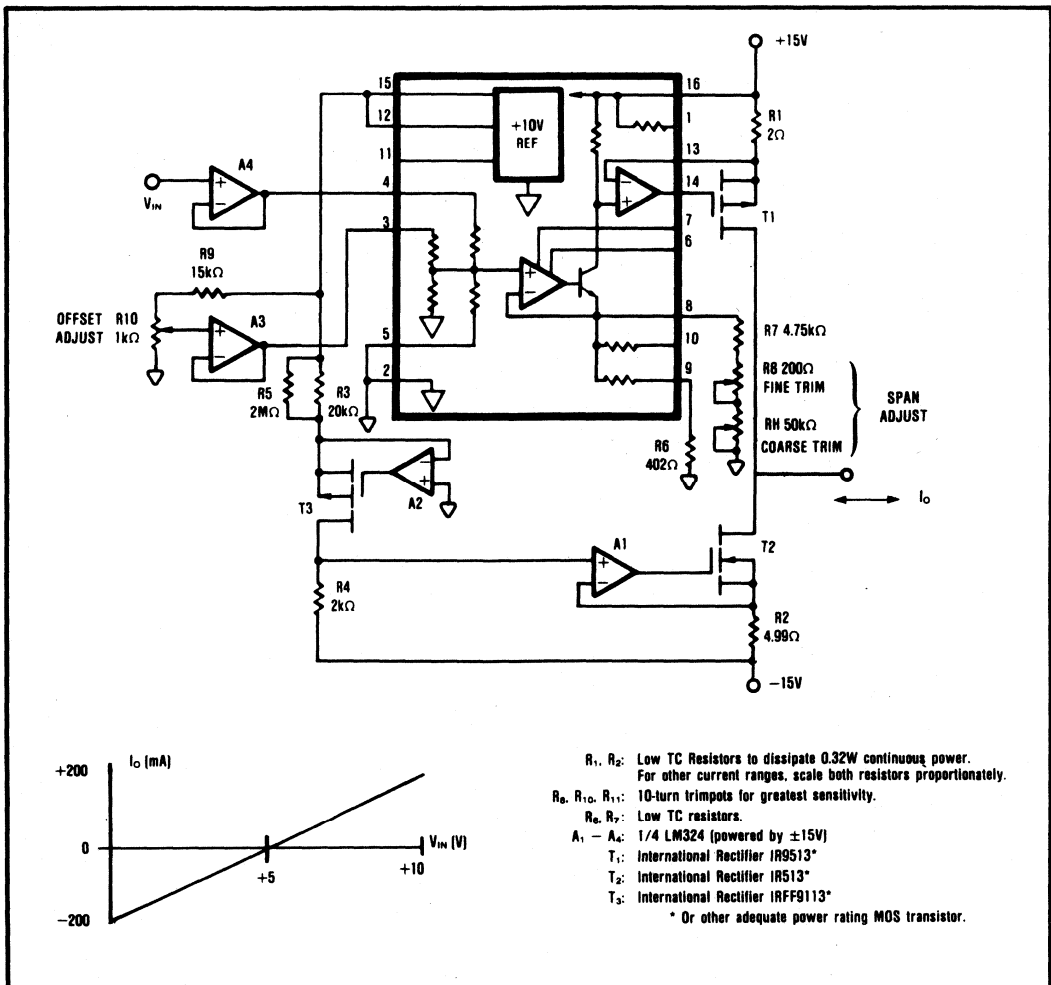 +15V
15
16
12
+10V
REF
1
R1
2Ω
11
13
A4
4
14
+
−
VIN
T1
3
7
6
R9
15kΩ
8
R7 4.75kΩ
OFFSET R10
ADJUST 1kΩ
A3
5
10
R8 200Ω
FINE TRIM
R5
2MΩ
R3
20kΩ
2
9
SPAN
ADJUST
RH 50kΩ
COARSE TRIM
R6
402Ω
T3
A2
IO
A1
T2
R4
2kΩ
R2
4.99Ω
−15V
+200
IO (mA)
0
VIN (V)
+5
+10
−200
R1, R2: Low TC Resistors to dissipate 0.32W continuous power.
For other current ranges, scale both resistors proportionately.
R8, R10, R11: 10-turn trimpots for greatest sensitivity.
R6, R7: Low TC resistors.
A1 − A4: 1/4 LM324 (powered by ±15V)
T1: International Rectifier IR9513*
T2: International Rectifier IR513*
T3: International Rectifier IRFF9113*
* Or other adequate power rating MOS transistor.